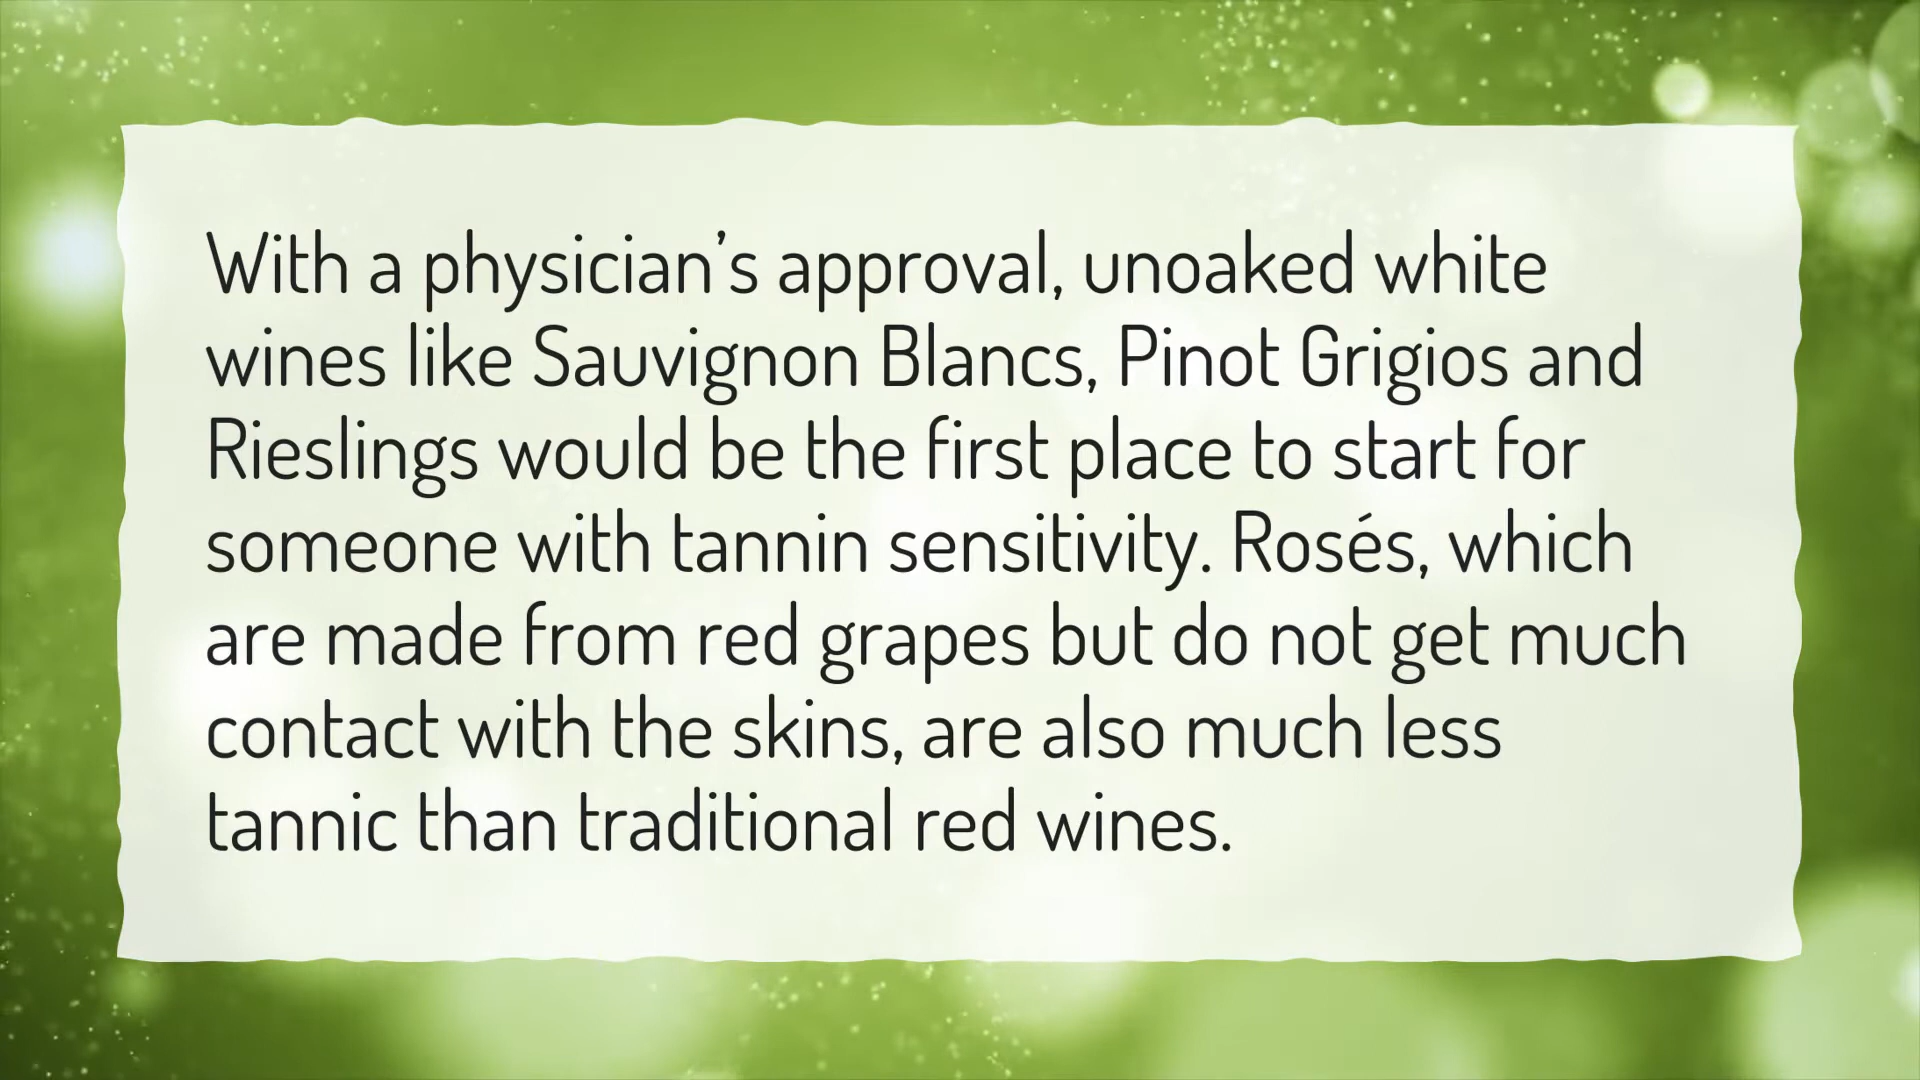 With a physician’s approval, unoaked white
wines like Sauvignon Blancs, Pinot Grigios and
Rieslings would be the first place to start for
someone with tannin sensitivity. Rosés, which
are made from red grapes but do not get much
contact with the skins, are also much less
tannic than traditional red wines.